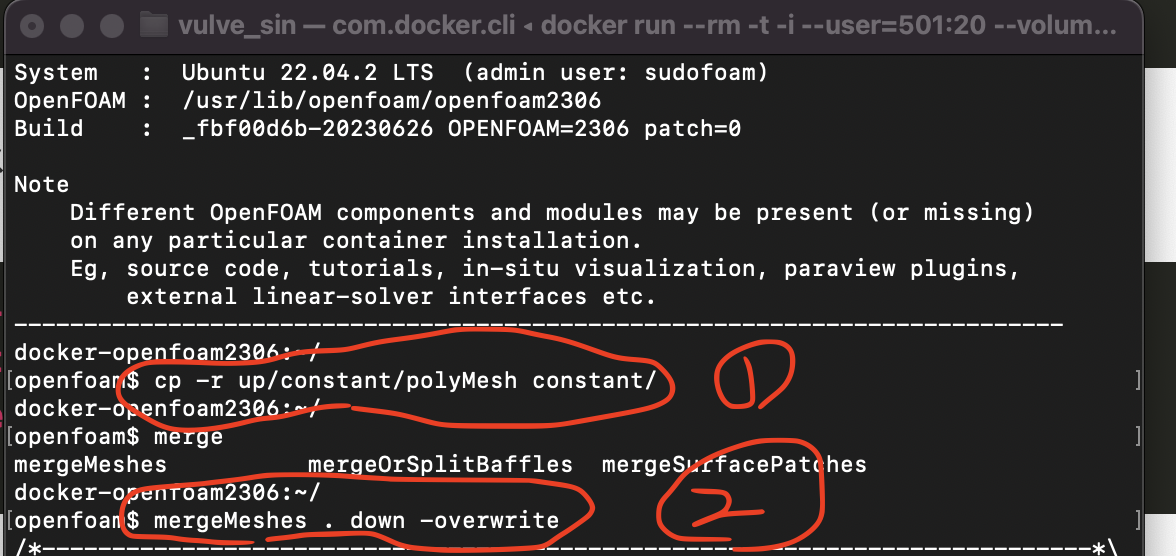 vulve_sin — com.docker.cli ◂ docker run --rm -t -i --user=501:20 --volum...
System   :  Ubuntu 22.04.2 LTS  (admin user: sudofoam)
OpenFOAM :  /usr/lib/openfoam/openfoam2306
Build    :  _fbf00d6b-20230626 OPENFOAM=2306 patch=0
Note
    Different OpenFOAM components and modules may be present (or missing)
    on any particular container installation.
    Eg, source code, tutorials, in-situ visualization, paraview plugins,
        external linear-solver interfaces etc.
---------------------------------------------------------------------------
docker-openfoam2306:~/
[openfoam$ cp -r up/constant/polyMesh constant/ ] 1
docker-openfoam2306:~/
[openfoam$ merge ]
mergeMeshes          mergeOrSplitBaffles  mergeSurfacePatches
docker-openfoam2306:~/
[openfoam$ mergeMeshes . down -overwrite ] 2
/*---------------------------------------------------------------------------*\